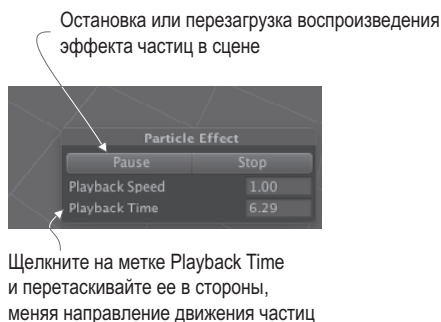 Остановка или перезагрузка воспроизведения
эффекта частиц в сцене
Particle Effect
Pause Stop
Playback Speed 1.00
Playback Time 6.29
Щелкните на метке Playback Time
и перетаскивайте ее в стороны,
меняя направление движения частиц